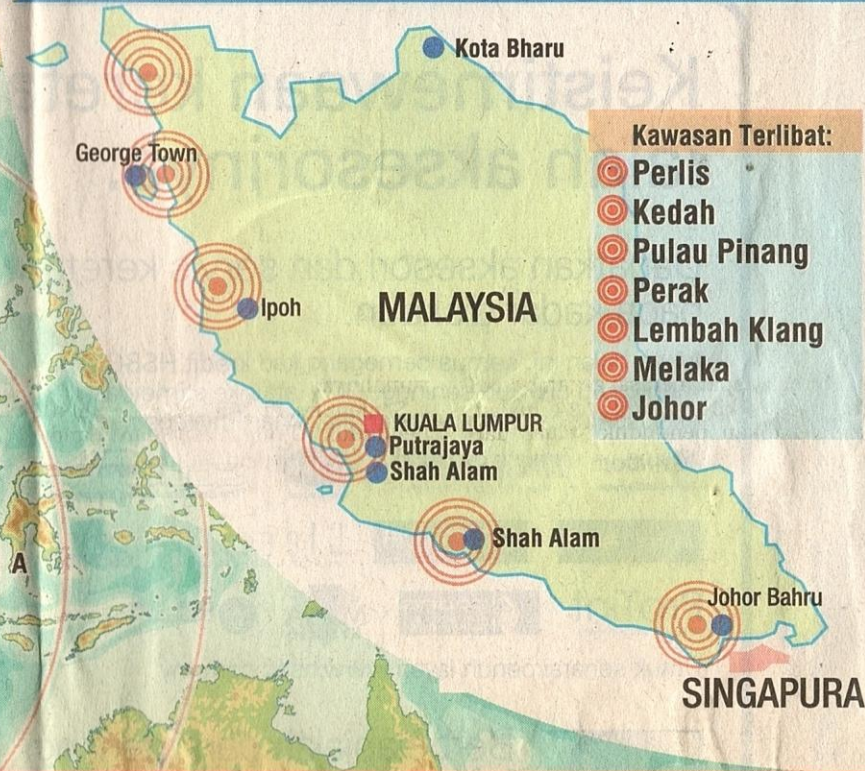 Kota Bharu
George Town
Kawasan Terlibat:
Perlis
Kedah
Pulau Pinang
Perak
Lembah Klang
Melaka
Johor
Ipoh
MALAYSIA
KUALA LUMPUR
Putrajaya
Shah Alam
Shah Alam
A
Johor Bahru
SINGAPURA